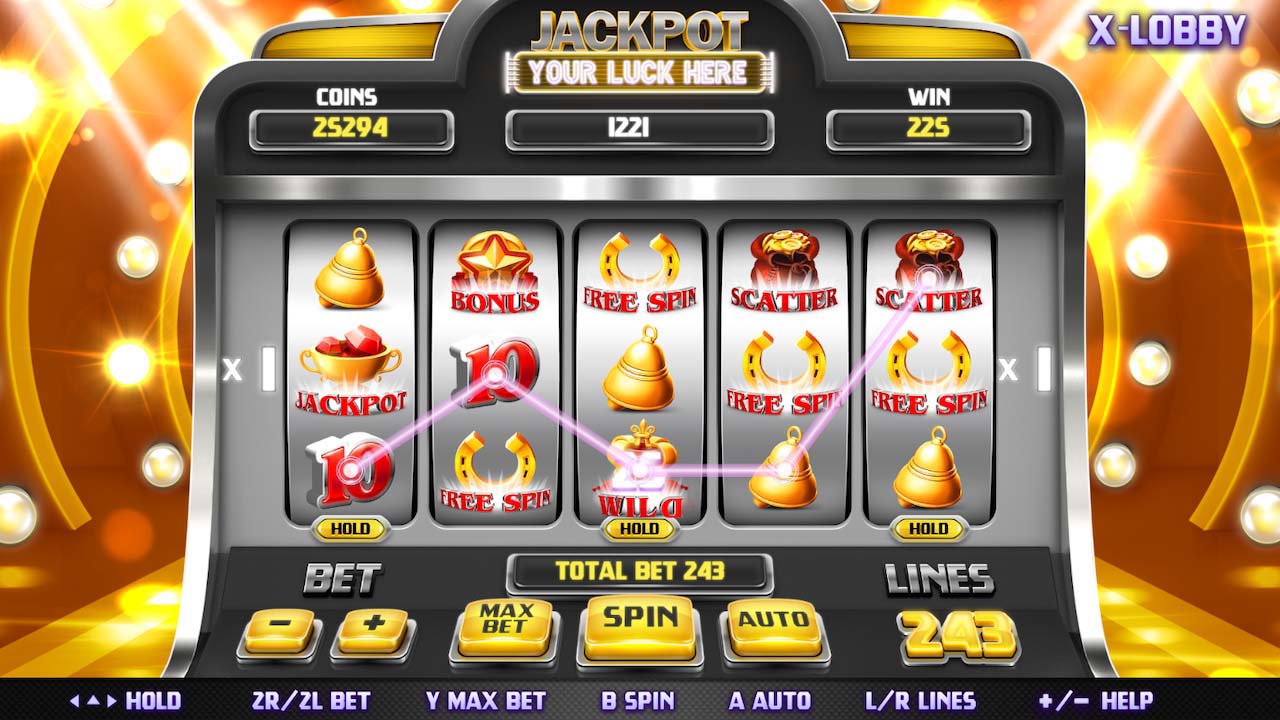 JACKPOT
YOUR LUCK HERE
X-LOBBY
COINS
25294
1221
WIN
225
BONUS
FREE SPIN
SCATTER
SCATTER
X
JACKPOT
10
FREE SPIN
FREE SPIN
X
10
FREE SPIN
WILD
HOLD
HOLD
HOLD
BET
TOTAL BET 243
LINES
-
+
MAX
BET
SPIN
AUTO
243
◄▲► HOLD
ZR/ZL BET
Y MAX BET
B SPIN
A AUTO
L/R LINES
+/- HELP